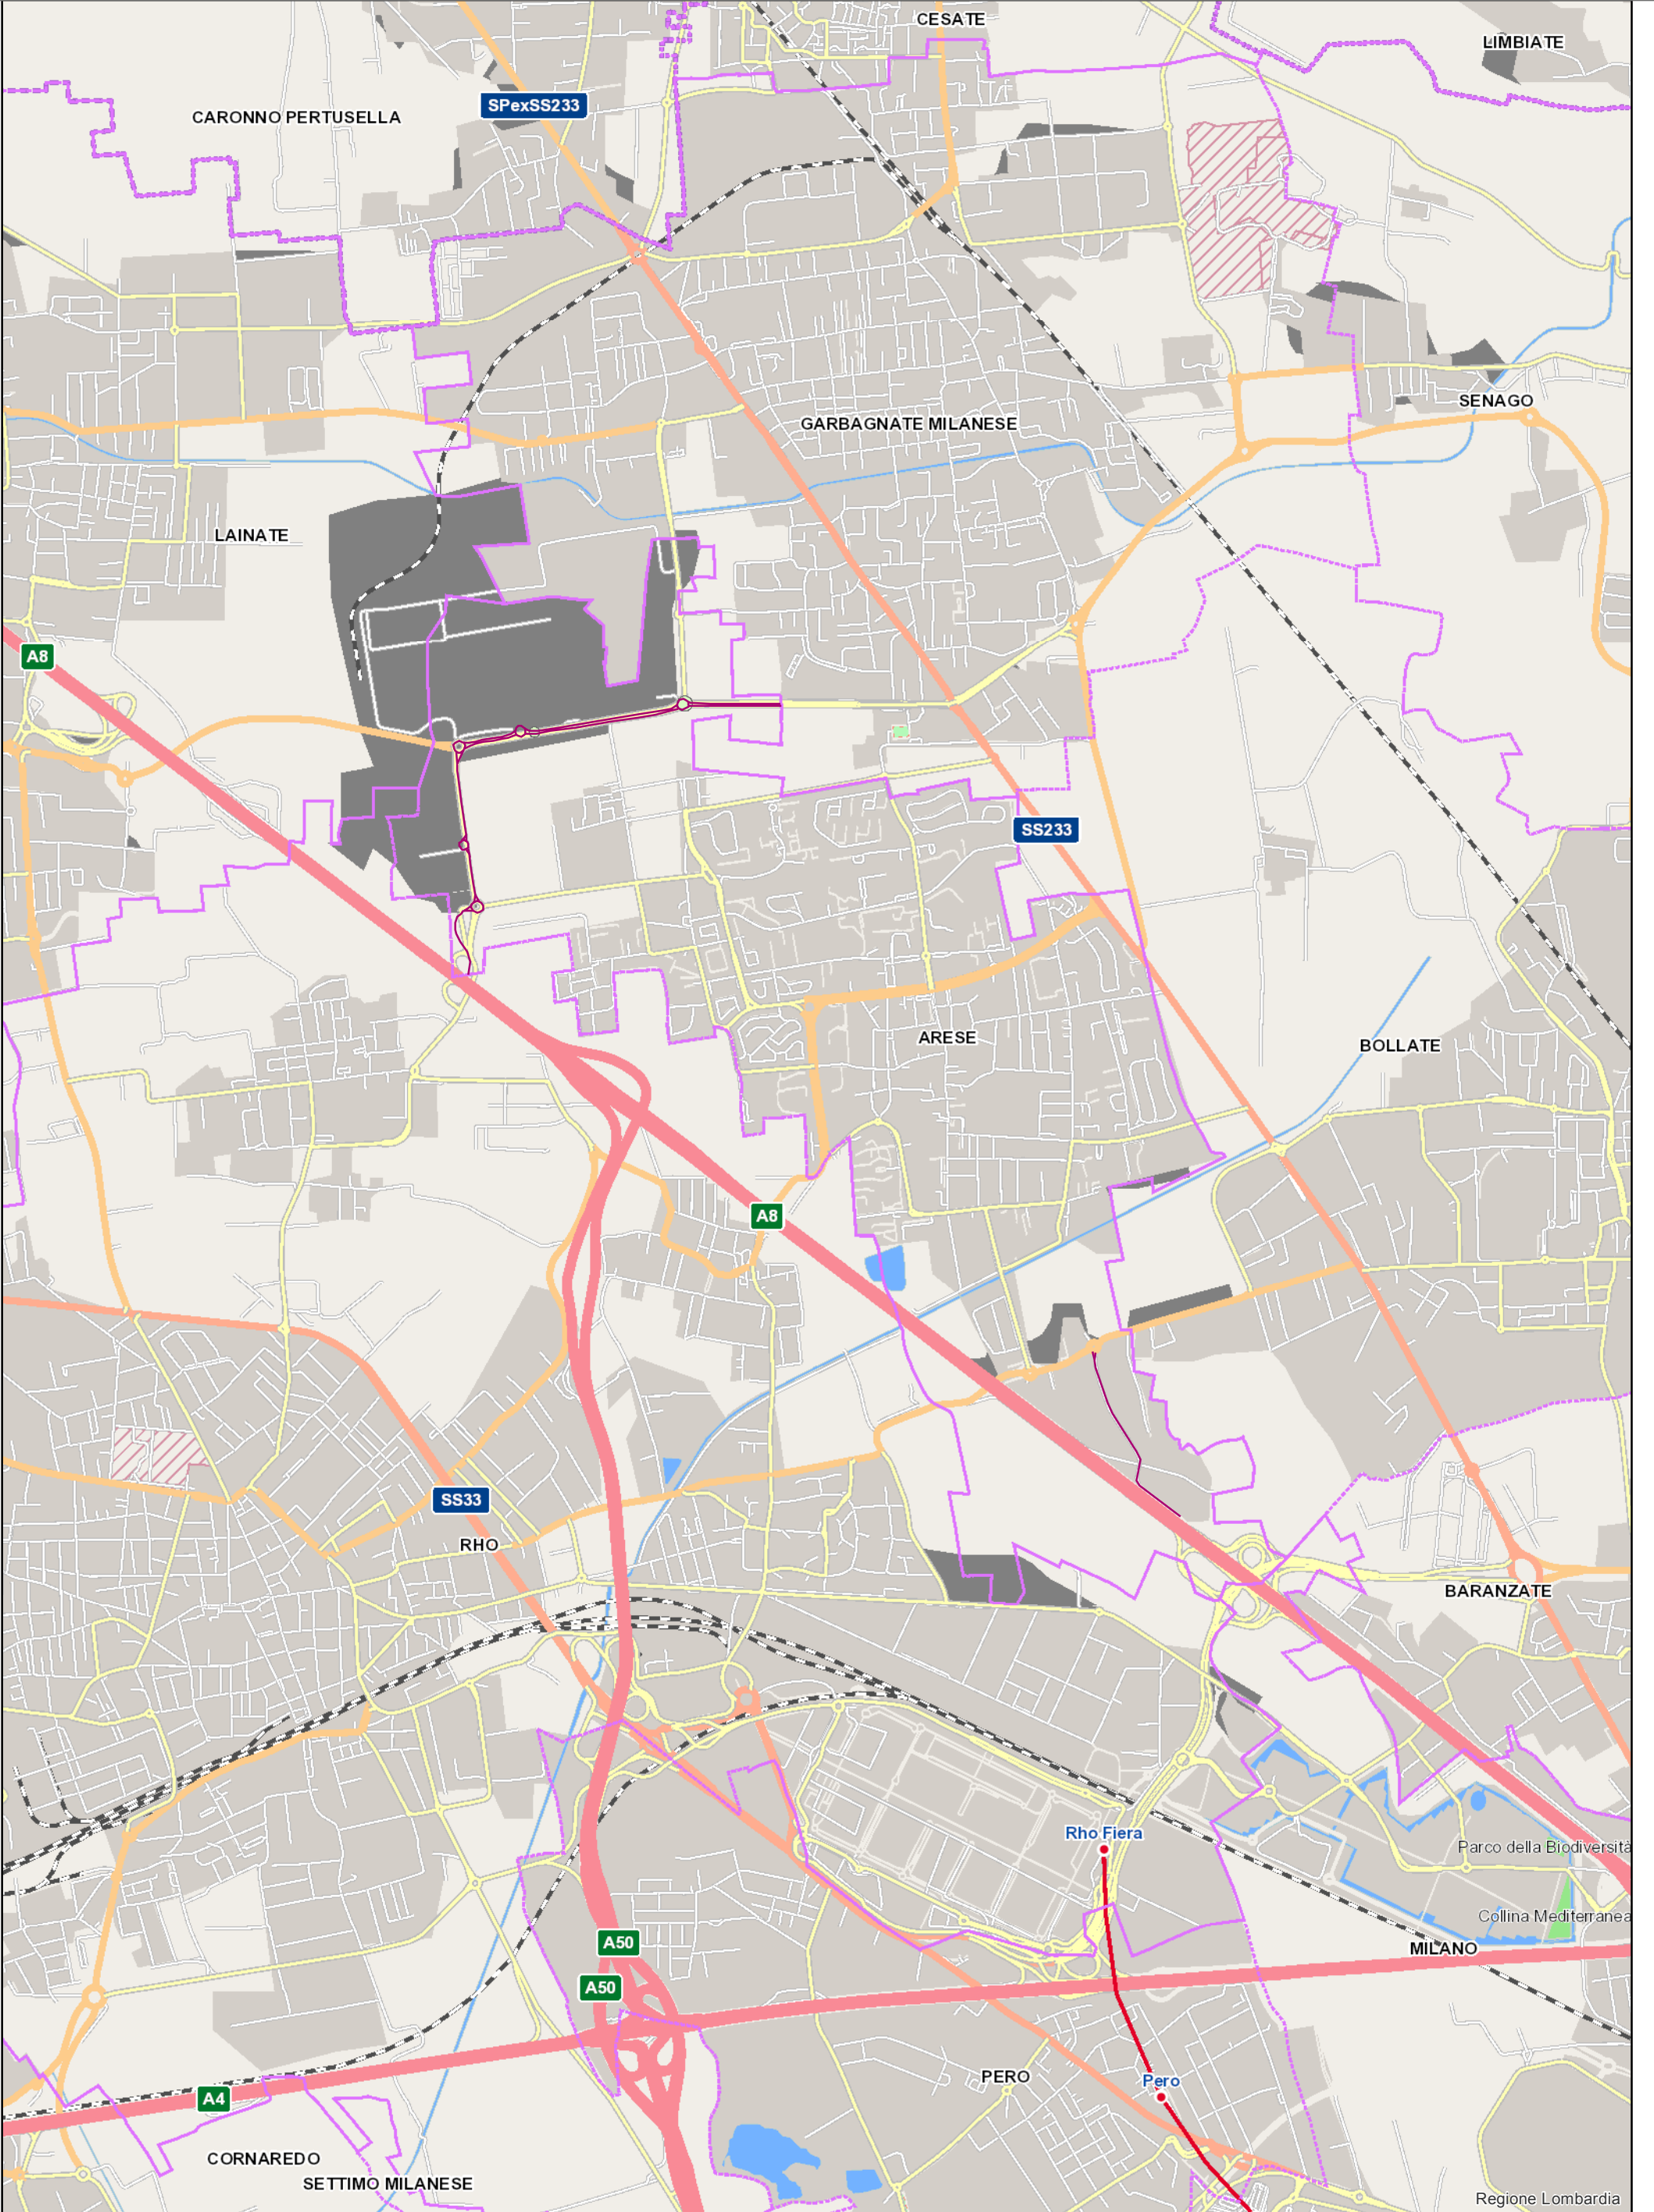 CESATE
LIMBIATE
SPexSS233
CARONNO PERTUSELLA
SENAGO
GARBAGNATE MILANESE
LAINATE
A8
SS233
ARESE
BOLLATE
A8
SS33
RHO
BARANZATE
Rho Fiera
Parco della Biodiversità
Collina Mediterranea
A50
MILANO
A50
PERO
Pero
A4
CORNAREDO
SETTIMO MILANESE
Regione Lombardia